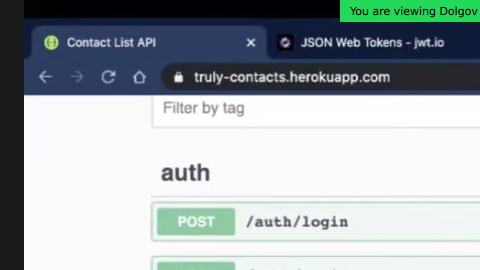 You are viewing Dolgov
Contact List API
JSON Web Tokens - jwt.io
truly-contacts.herokuapp.com
Filter by tag
auth
POST /auth/login